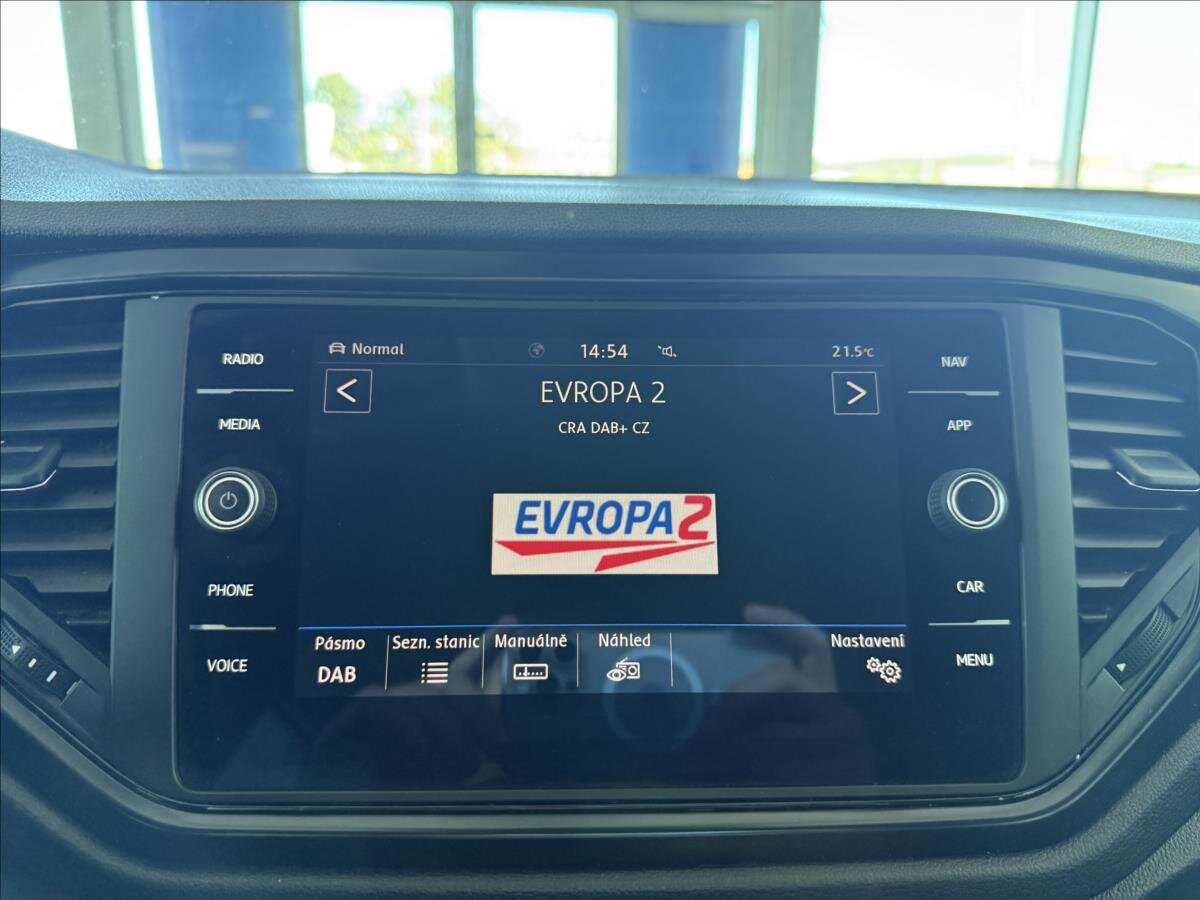 RADIO
MEDIA
PHONE
VOICE
Normal
14:54
21.5°C
<
EVROPA 2
>
CRA DAB+ CZ
EVROPA 2
Pásmo
DAB
Sezn. stanic
Manuálně
Náhled
Nastavení
NAV
APP
CAR
MENU